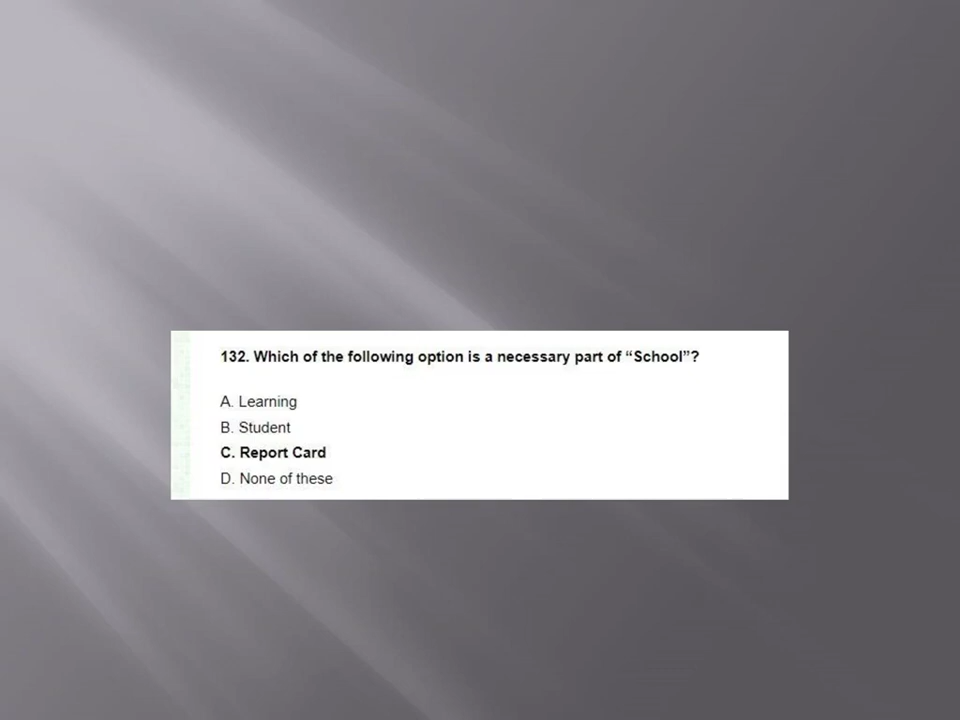 132. Which of the following option is a necessary part of “School”?
A. Learning
B. Student
C. Report Card
D. None of these